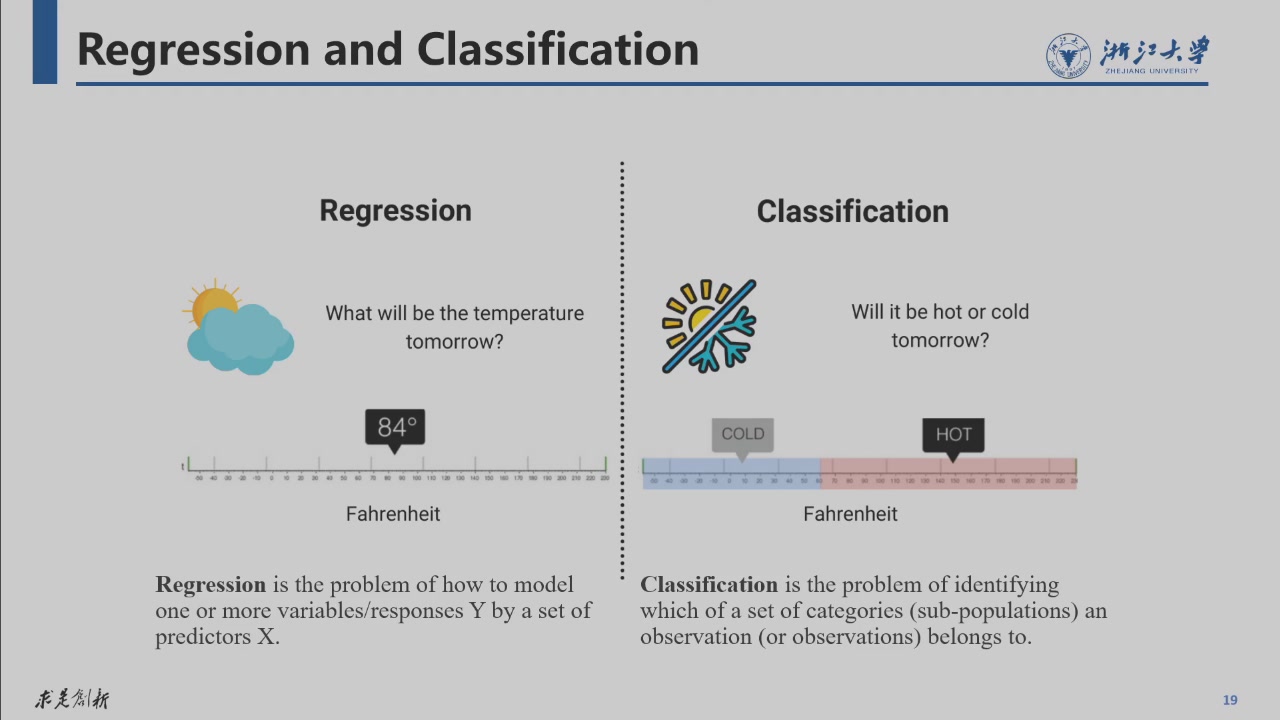 Regression and Classification
浙江大学
ZHEJIANG UNIVERSITY
Regression
What will be the temperature
tomorrow?
84°
Fahrenheit
Regression is the problem of how to model
one or more variables/responses Y by a set of
predictors X.
Classification
Will it be hot or cold
tomorrow?
COLD
HOT
Fahrenheit
Classification is the problem of identifying
which of a set of categories (sub-populations) an
observation (or observations) belongs to.
求是创新
19